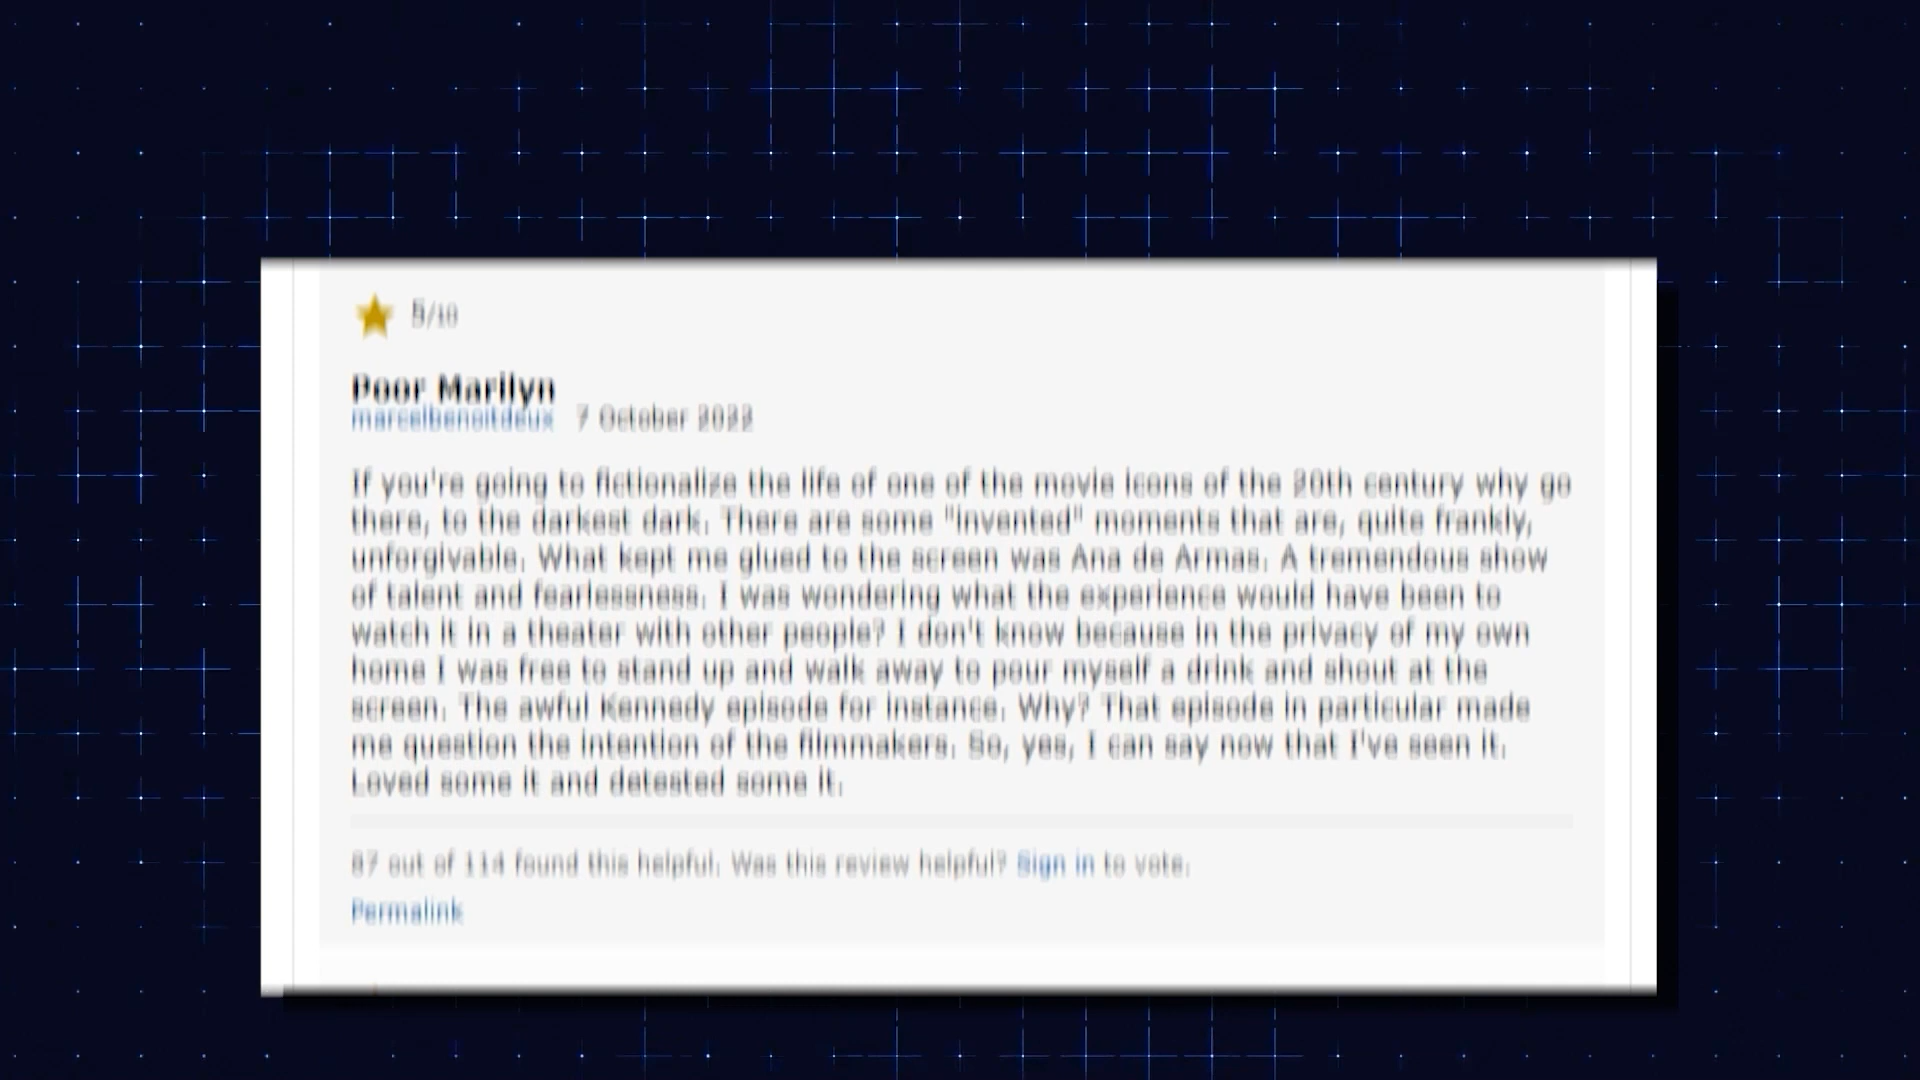 5/10
Poor Marilyn
marcelbenoitdeux 7 October 2022
If you're going to fictionalize the life of one of the movie icons of the 20th century why go
there, to the darkest dark. There are some "invented" moments that are, quite frankly,
unforgivable. What kept me glued to the screen was Ana de Armas. A tremendous show
of talent and fearlessness. I was wondering what the experience would have been to
watch it in a theater with other people? I don't know because in the privacy of my own
home I was free to stand up and walk away to pour myself a drink and shout at the
screen. The awful Kennedy episode for instance. Why? That episode in particular made
me question the intention of the filmmakers. So, yes, I can say now that I've seen it.
Loved some it and detested some it.
87 out of 114 found this helpful. Was this review helpful? Sign in to vote.
Permalink